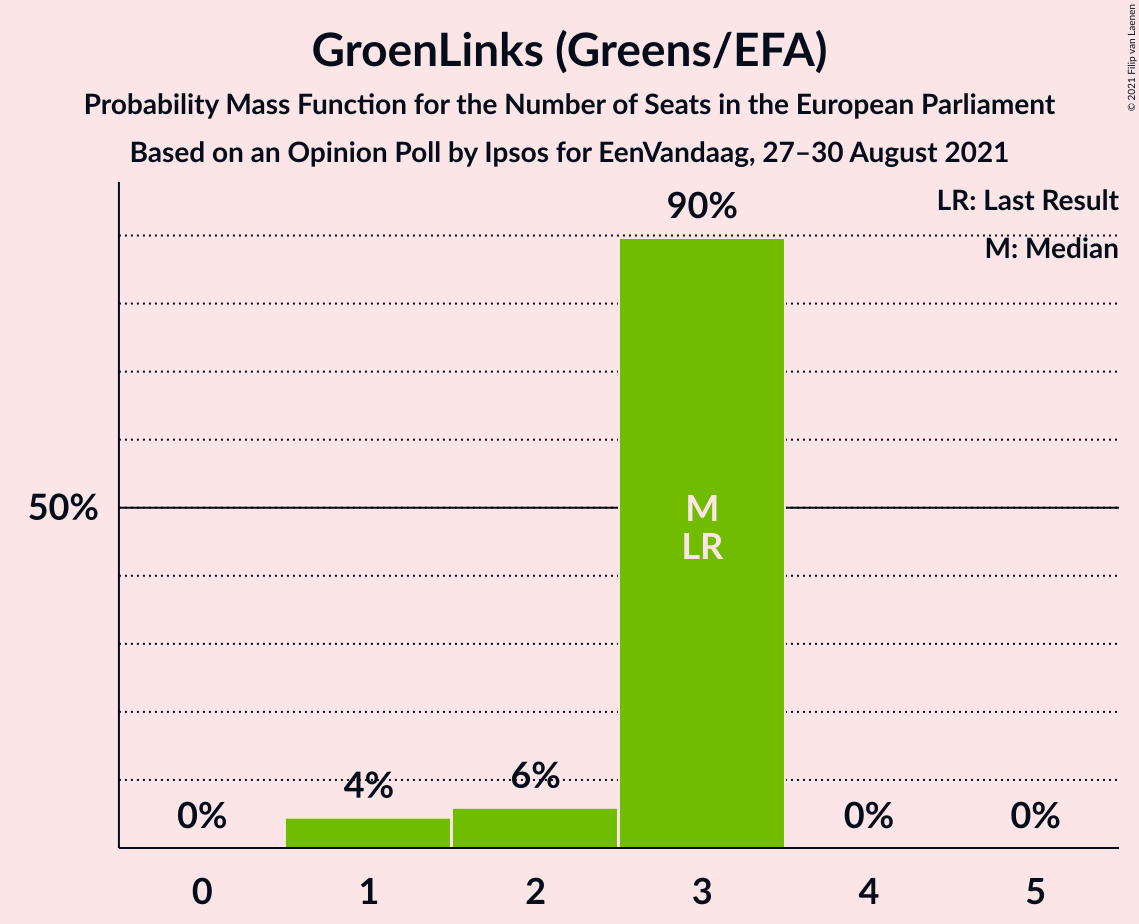 GroenLinks (Greens/EFA)
Probability Mass Function for the Number of Seats in the European Parliament
Based on an Opinion Poll by Ipsos for EenVandaag, 27–30 August 2021
© 2021 Filip van Laenen
LR: Last Result
M: Median
90%
50%
M
LR
4%
6%
0%
0%
0%
0
1
2
3
4
5